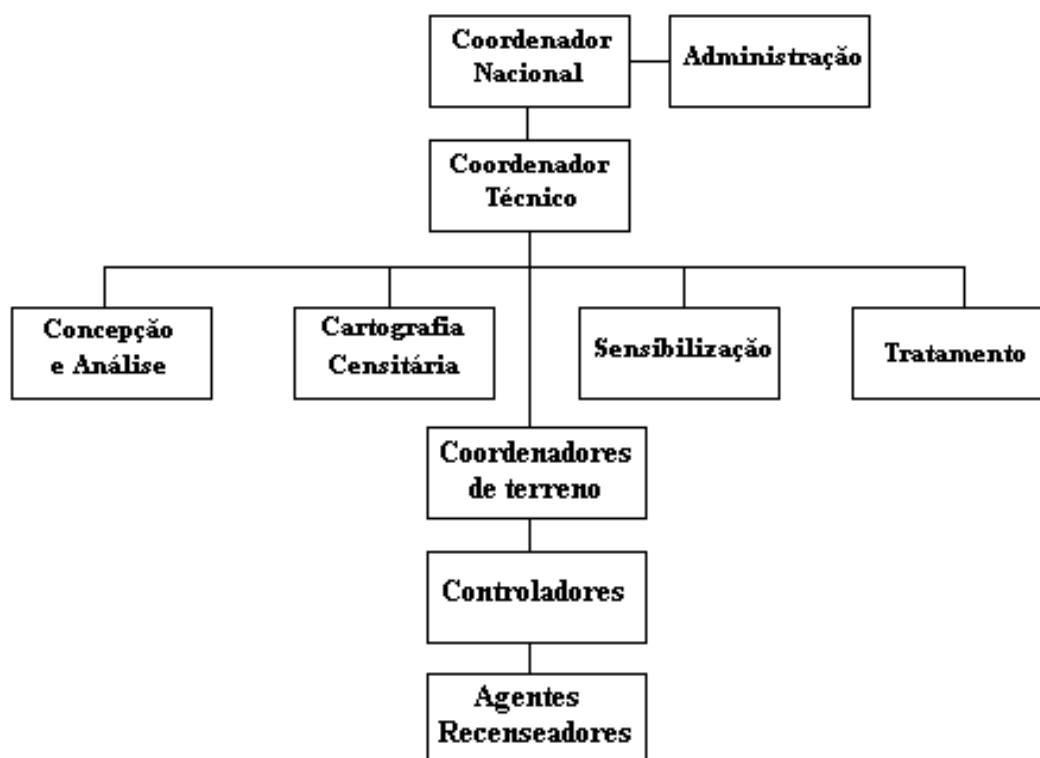 Coordenador
Nacional
Administração
Coordenador
Técnico
Concepção
e Análise
Cartografia
Censitária
Sensibilização
Tratamento
Coordenadores
de terreno
Controladores
Agentes
Recenseadores